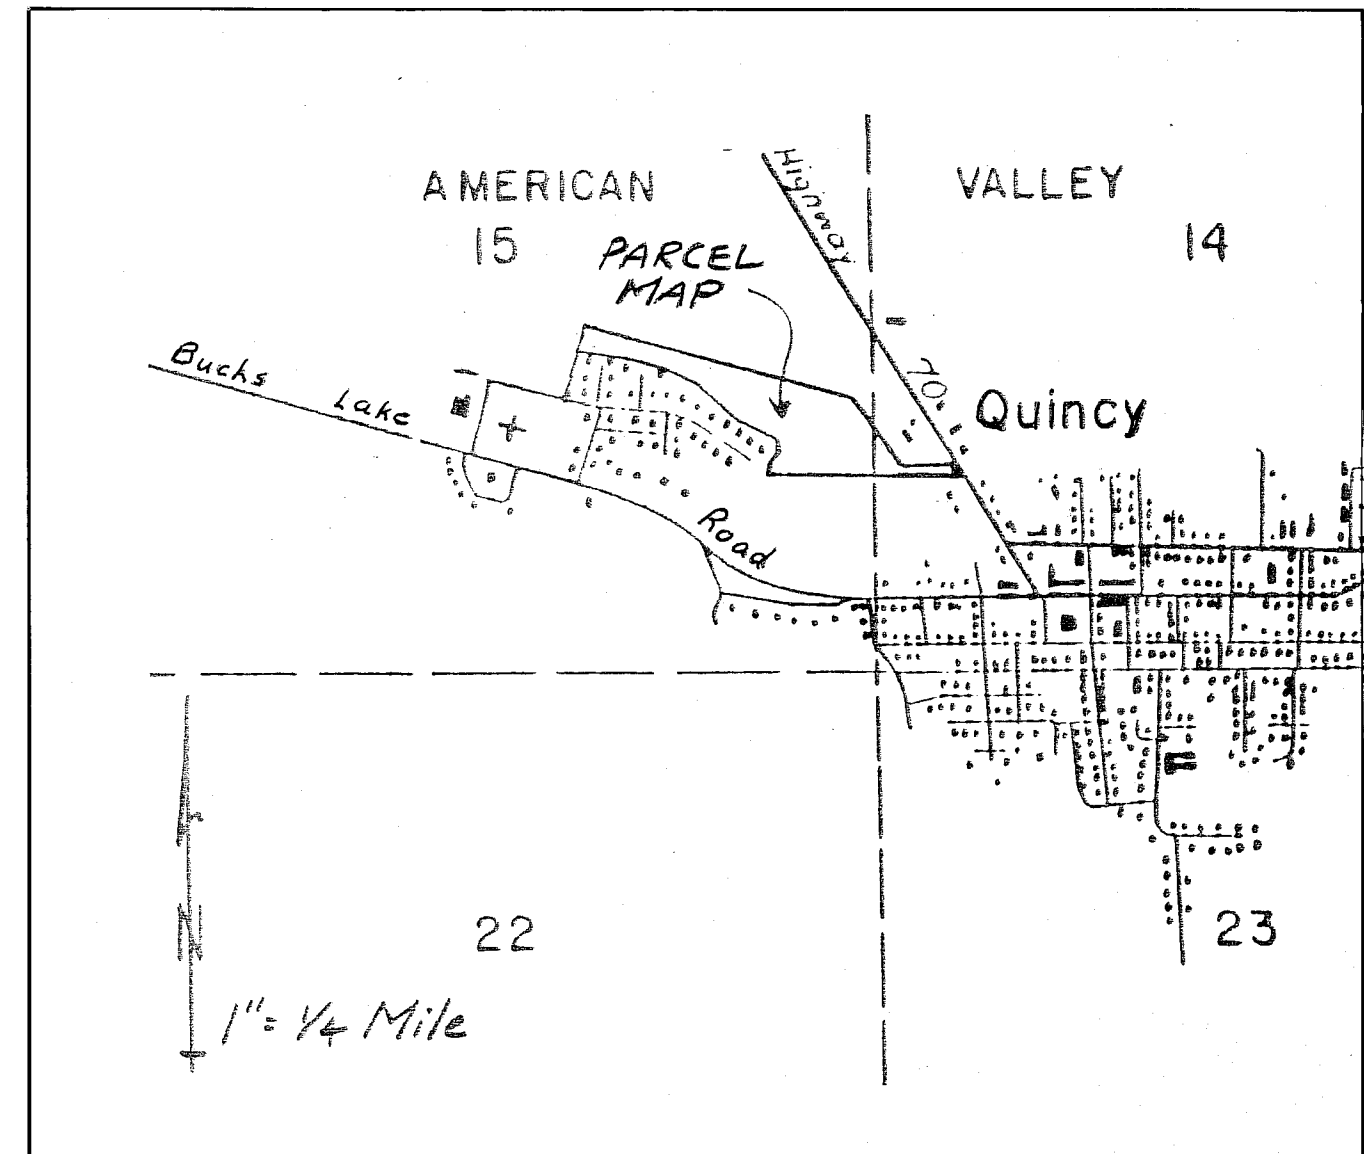 AMERICAN VALLEY
15
14
PARCEL
MAP
Highway 70
Quincy
Bucks Lake Road
22
23
N
1"= 1/4 Mile